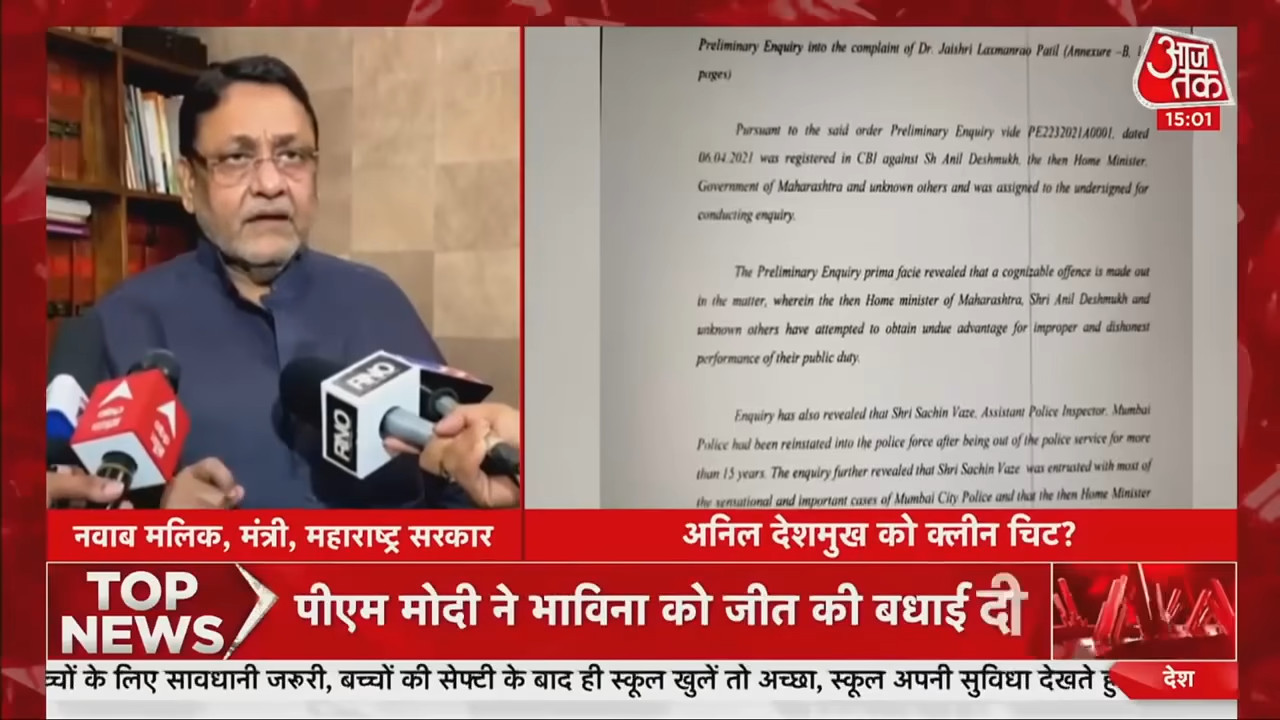 Preliminary Enquiry into the complaint of Dr. Jaishri Laxmanrao Patil (Annexure -B,
pages)
Pursuant to the said order Preliminary Enquiry vide PE2232021A0001, dated
06.04.2021 was registered in CBI against Sh Anil Deshmukh, the then Home Minister,
Government of Maharashtra and unknown others and was assigned to the undersigned for
conducting enquiry.
The Preliminary Enquiry prima facie revealed that a cognizable offence is made out
in the matter, wherein the then Home minister of Maharashtra, Shri Anil Deshmukh and
unknown others have attempted to obtain undue advantage for improper and dishonest
performance of their public duty.
Enquiry has also revealed that Shri Sachin Vaze, Assistant Police Inspector, Mumbai
Police had been reinstated into the police force after being out of the police service for more
than 15 years. The enquiry further revealed that Shri Sachin Vaze was entrusted with most of
the sensational and important cases of Mumbai City Police and that the then Home Minister
आज
तक
15:01
RNO
RNO
नवाब मलिक, मंत्री, महाराष्ट्र सरकार
अनिल देशमुख को क्लीन चिट?
TOP
NEWS
पीएम मोदी ने भाविना को जीत की बधाई दी
च्चों के लिए सावधानी जरूरी, बच्चों की सेफ्टी के बाद ही स्कूल खुलें तो अच्छा, स्कूल अपनी सुविधा देखते हु
देश